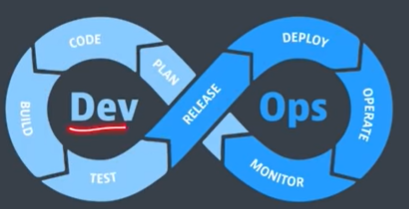 CODE
DEPLOY
PLAN
BUILD
Dev
RELEASE
Ops
OPERATE
TEST
MONITOR